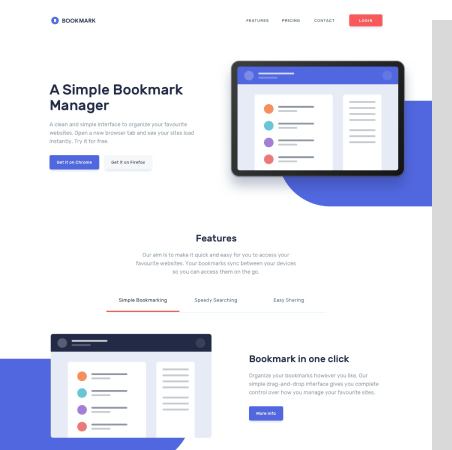 BOOKMARK
FEATURES PRICING CONTACT LOGIN
A Simple Bookmark
Manager
A clean and simple interface to organize your favourite
websites. Open a new browser tab and see your sites load
instantly. Try it for free.
Get it on Chrome Get it on Firefox
Features
Our aim is to make it quick and easy for you to access your
favourite websites. Your bookmarks sync between your devices
so you can access them on the go.
Simple Bookmarking Speedy Searching Easy Sharing
Bookmark in one click
Organize your bookmarks however you like. Our
simple drag-and-drop interface gives you complete
control over how you manage your favourite sites.
More Info